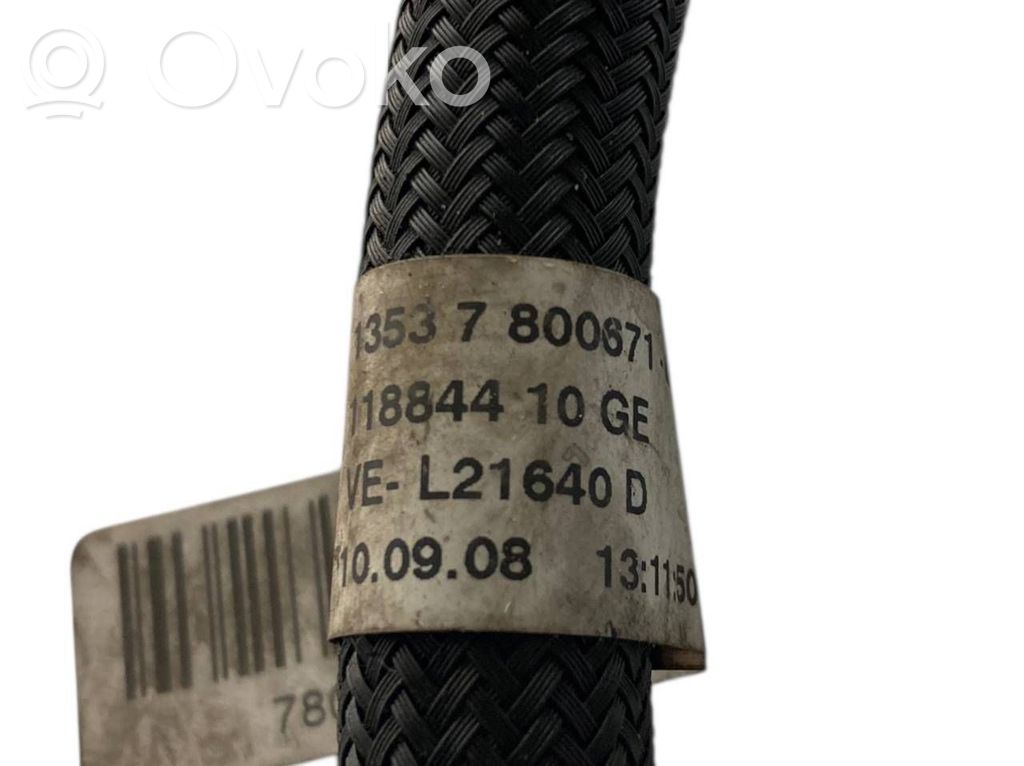 Ovoko
1353 7 800671-
118844 10 GE
VE- L21640 D
10.09.08 13:11:50
780